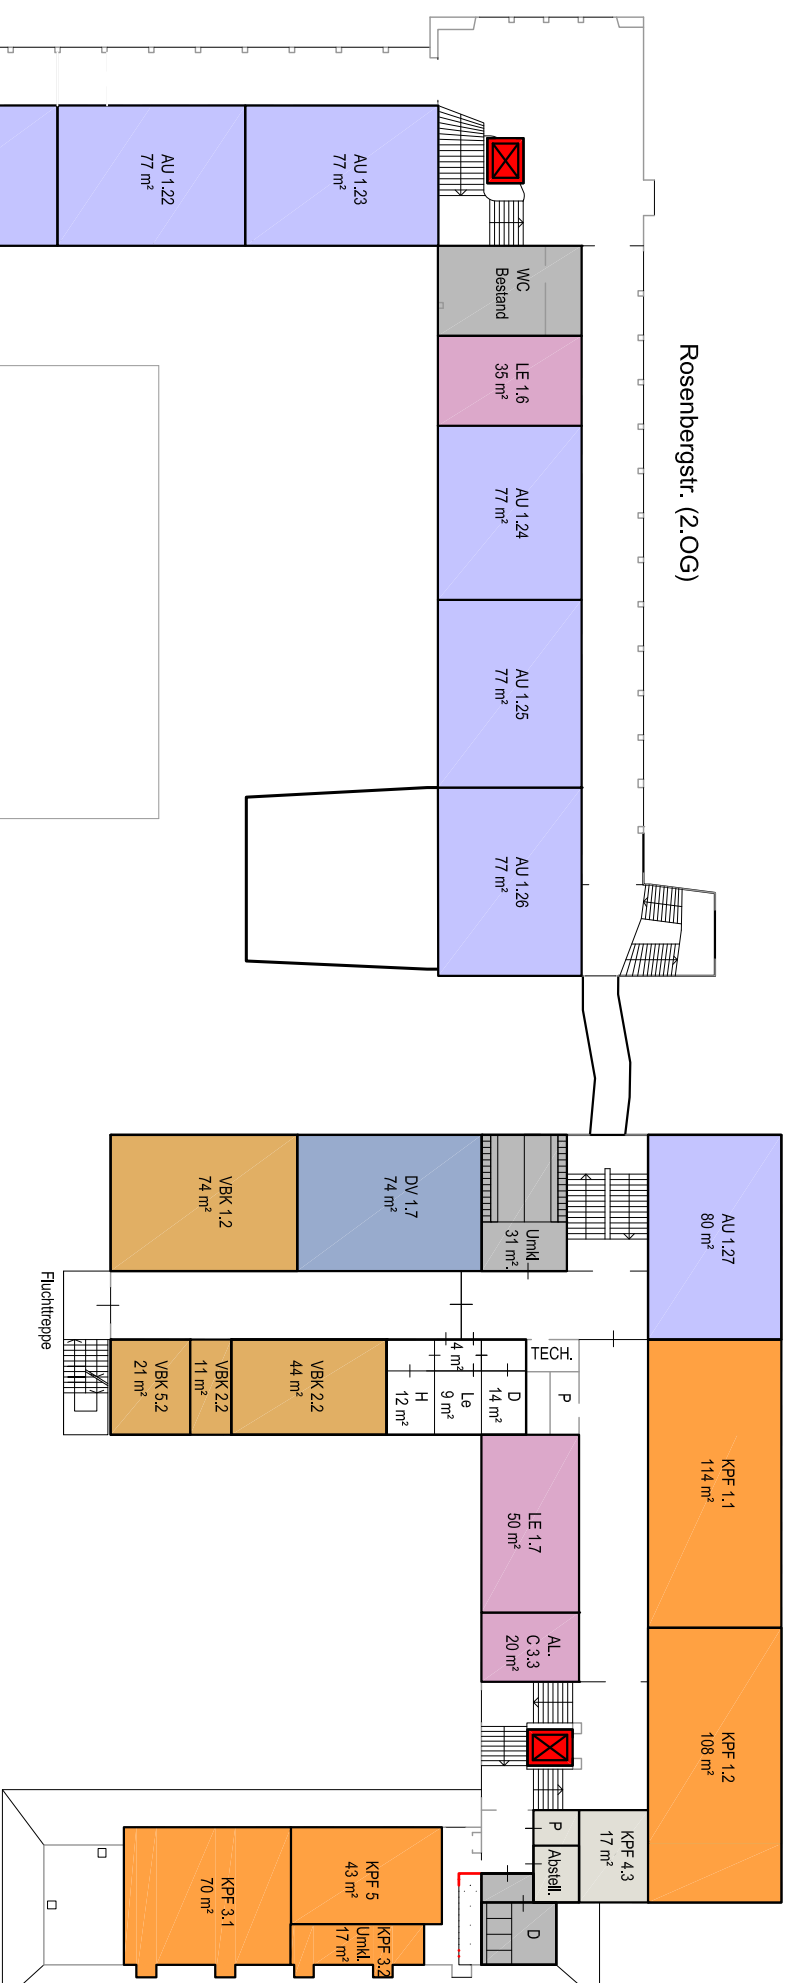 Rosenbergstr. (2.OG)
AU 1.22
77 m²
AU 1.23
77 m²
WC
Bestand
LE 1.6
35 m²
AU 1.24
77 m²
AU 1.25
77 m²
AU 1.26
77 m²
AU 1.27
80 m²
VBK 1.2
74 m²
DV 1.7
74 m²
Umkl.
31 m²
Fluchttreppe
VBK 5.2
21 m²
VBK 2.2
11 m²
VBK 2.2
44 m²
H
12 m²
4 m²
Le
9 m²
D
14 m²
TECH.
P
KPF 1.1
114 m²
LE 1.7
50 m²
AL.
C 3.3
20 m²
KPF 1.2
108 m²
P
Abstell.
KPF 4.3
17 m²
KPF 3.1
70 m²
KPF 5
43 m²
KPF 3.2
Umkl.
17 m²
D